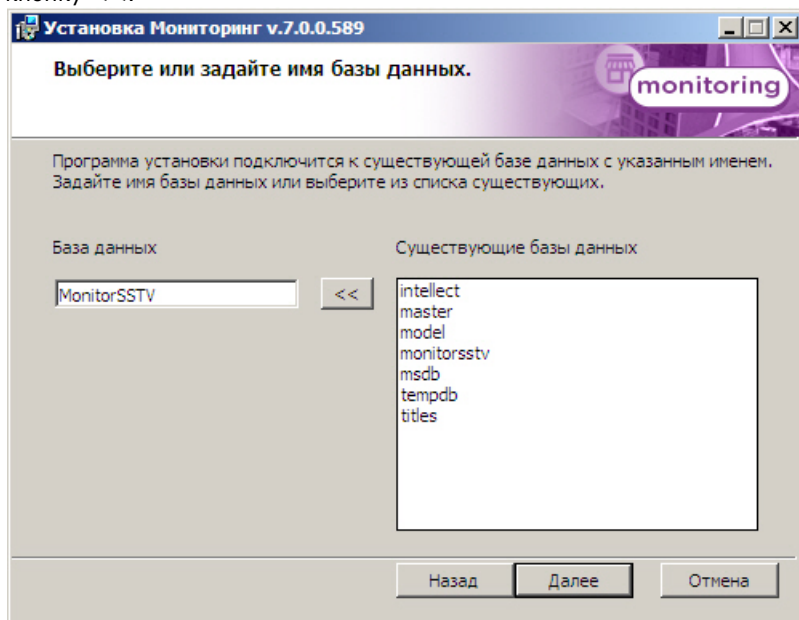 Установка Мониторинг v.7.0.0.589
Выберите или задайте имя базы данных.
monitoring
Программа установки подключится к существующей базе данных с указанным именем.
Задайте имя базы данных или выберите из списка существующих.
База данных
Существующие базы данных
MonitorSSTV
<<
intellect
master
model
monitorsstv
msdb
tempdb
titles
Назад
Далее
Отмена